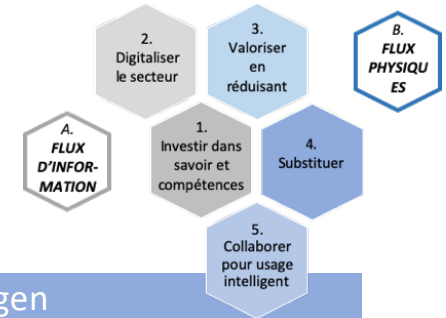 2.
Digitaliser
le secteur
3.
Valoriser
en
réduisant
B.
FLUX
PHYSIQU
ES
A.
FLUX
D'INFOR-
MATION
1.
Investir dans
savoir et
compétences
4.
Substituer
5.
Collaborer
pour usage
intelligent
gen